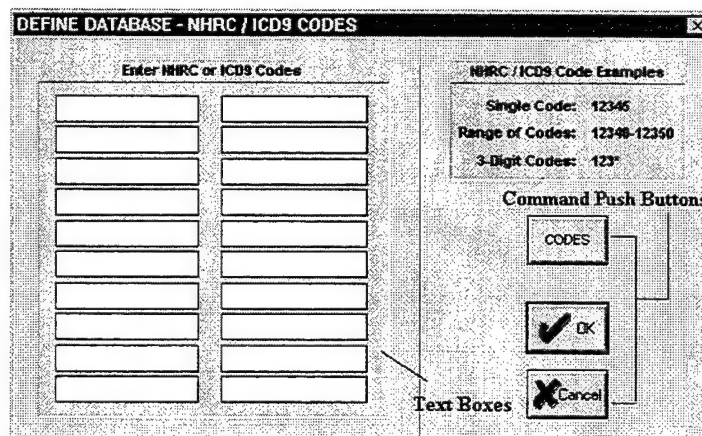 DEFINE DATABASE - NHRC / ICD9 CODES
Enter NHRC or ICD9 Codes
NHRC / ICD9 Code Examples
Single Code: 12345
Range of Codes: 12346-12350
3-Digit Codes: 123*
Command Push Buttons
CODES
OK
Cancel
Text Boxes